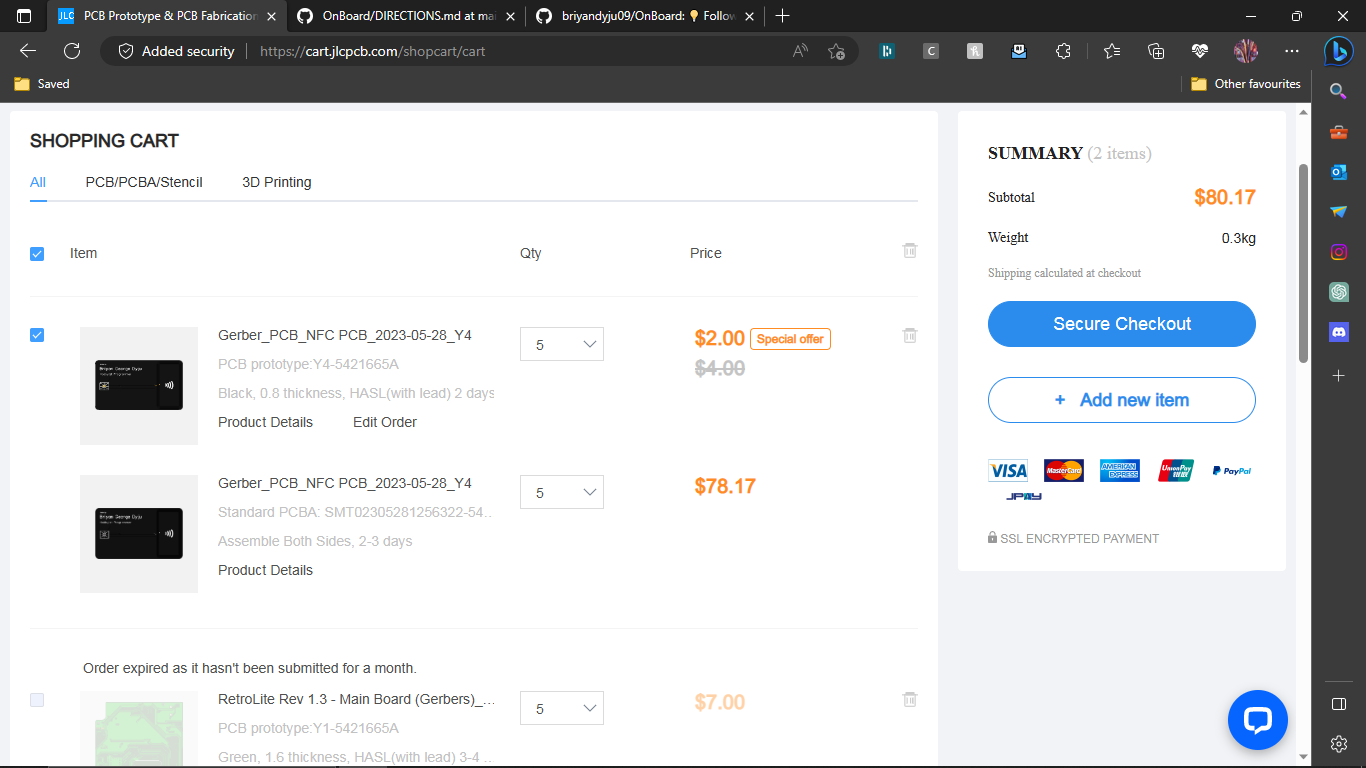 JLC PCB Prototype & PCB Fabrication
OnBoard/DIRECTIONS.md at ma
briyandyju09/OnBoard: 💡 Follow
Added security
https://cart.jlcpcb.com/shopcart/cart
Saved
Other favourites
SHOPPING CART
All
PCB/PCBA/Stencil
3D Printing
Item
Qty
Price
Gerber_PCB_NFC PCB_2023-05-28_Y4
PCB prototype:Y4-5421665A
Black, 0.8 thickness, HASL(with lead) 2 days
Product Details
Edit Order
5
$2.00
Special offer
$4.00
Gerber_PCB_NFC PCB_2023-05-28_Y4
Standard PCBA: SMT02305281256322-54...
Assemble Both Sides, 2-3 days
Product Details
5
$78.17
Order expired as it hasn't been submitted for a month.
RetroLite Rev 1.3 - Main Board (Gerbers)_...
PCB prototype:Y1-5421665A
Green, 1.6 thickness, HASL(with lead) 3-4 ...
5
$7.00
SUMMARY (2 items)
Subtotal
$80.17
Weight
0.3kg
Shipping calculated at checkout
Secure Checkout
+ Add new item
VISA
MasterCard
AMERICAN EXPRESS
UnionPay
PayPal
JPAY
SSL ENCRYPTED PAYMENT